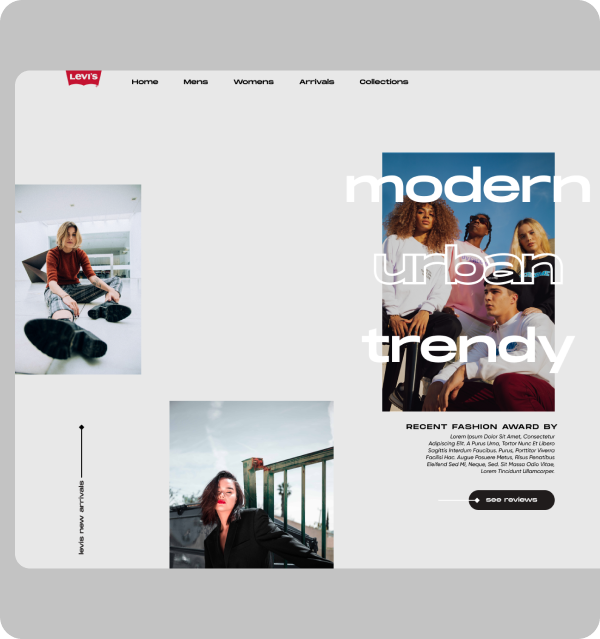 Levi's
Home Mens Womens Arrivals Collections
modern
urban
trendy
RECENT FASHION AWARD BY
Lorem Ipsum Dolor Sit Amet, Consectetur
Adipiscing Elit. A Purus Urna, Tortor Nunc Et Libero
Sagittis Interdum Faucibus. Purus, Porttitor Viverra
Facilisi Hac. Augue Posuere Metus, Risus Penatibus
Eleifend Sed Mi, Neque, Sed. Sit Massa Odio Vitae,
Lorem Tincidunt Ullamcorper.
see reviews
levis new arrivals